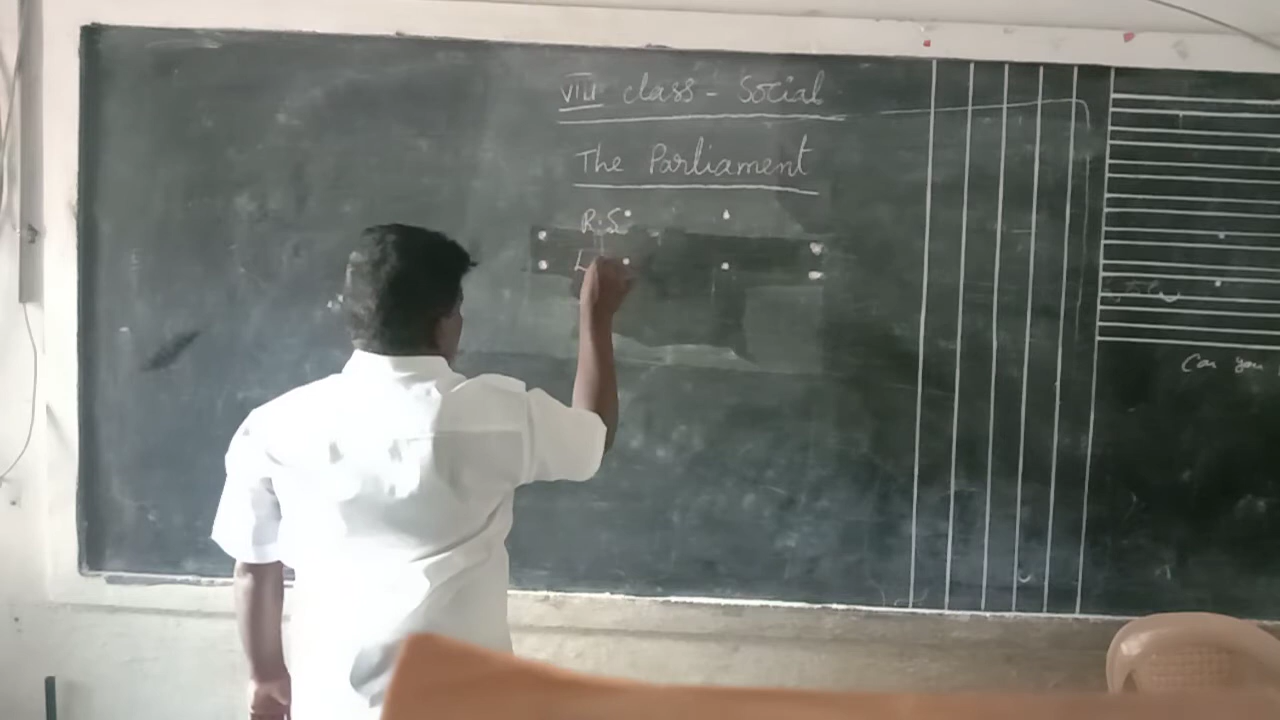 VIII class - Social
The Parliament
R.S
L
Can you